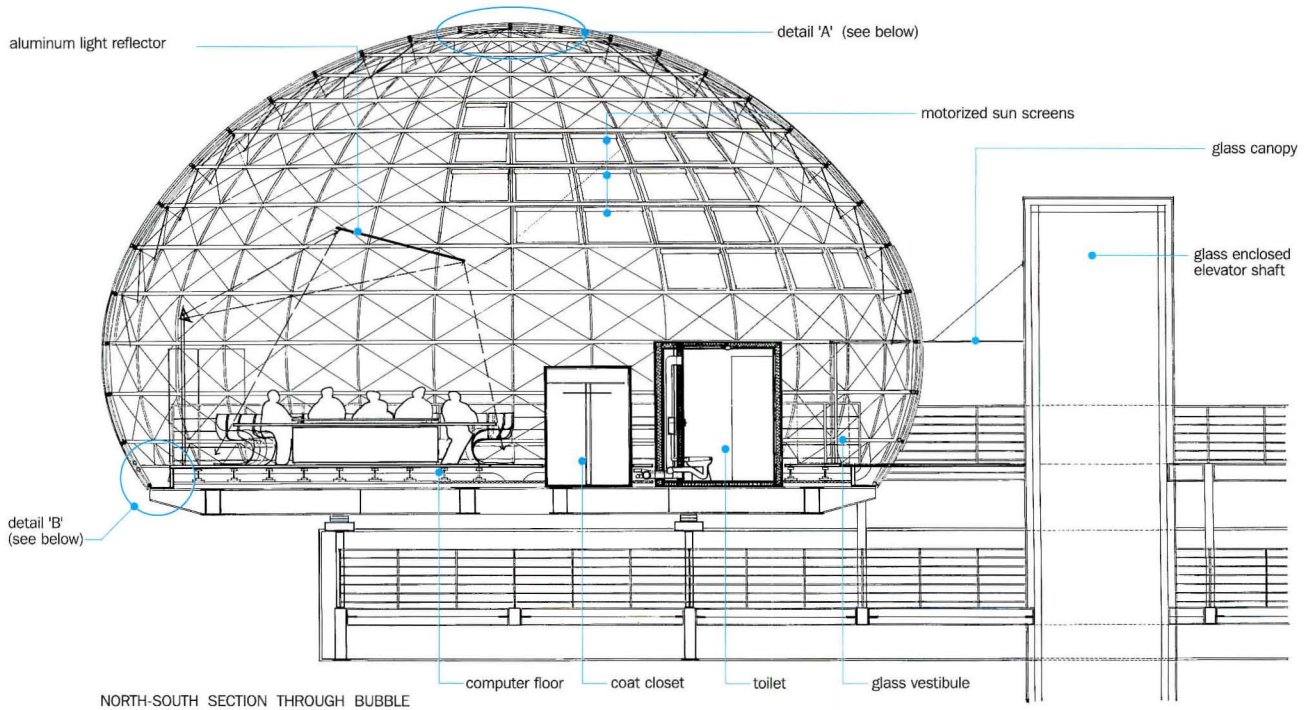 aluminum light reflector
detail 'A' (see below)
motorized sun screens
glass canopy
glass enclosed
elevator shaft
detail 'B'
(see below)
computer floor
coat closet
toilet
glass vestibule
NORTH-SOUTH SECTION THROUGH BUBBLE